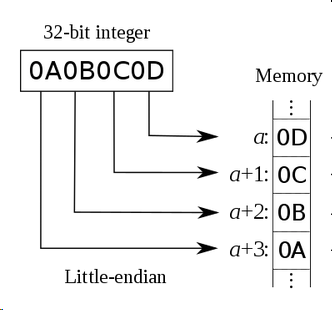 32-bit integer
0A0B0C0D
Memory
⋮
a: 0D
a+1: 0C
a+2: 0B
a+3: 0A
⋮
Little-endian